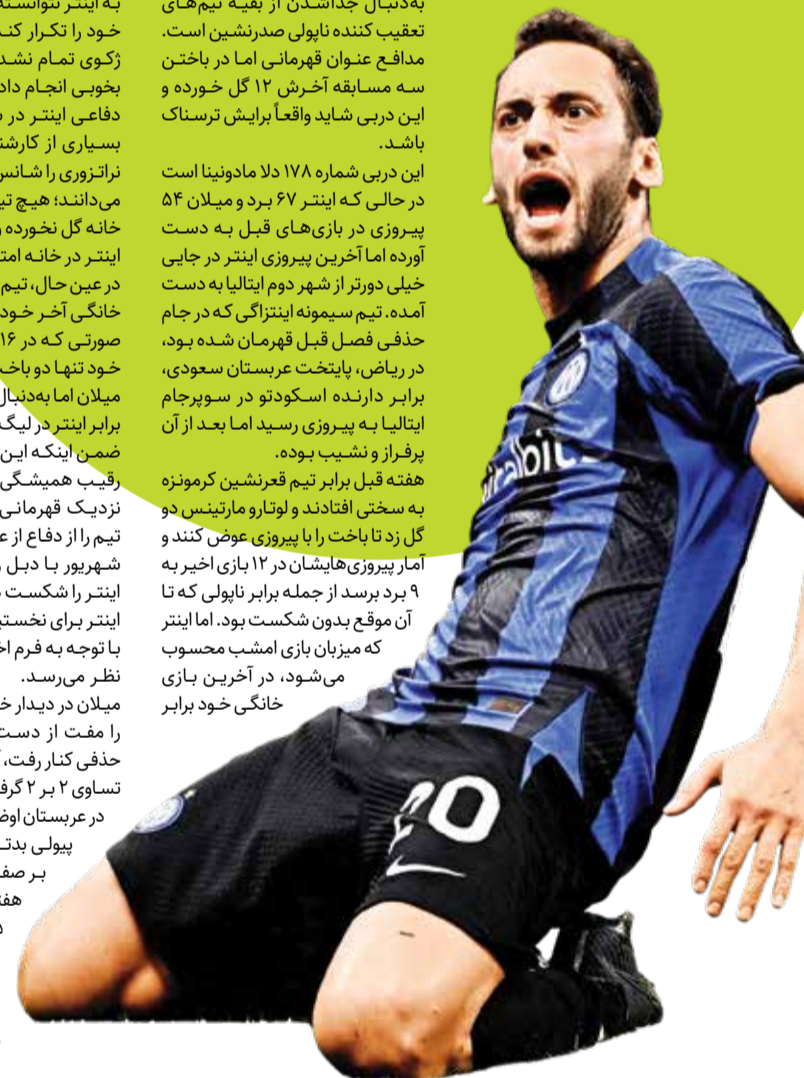 به‌دنبال جداشدن از بقیه تیم‌های
تعقیب کننده ناپولی صدرنشین است.
مدافع عنوان قهرمانی اما در باختن
سه مسابقه آخرش ۱۲ گل خورده و
این دربی شاید واقعاً برایش ترسناک
باشد.
این دربی شماره ۱۷۸ دلا مادونینا است
در حالی که اینتر ۶۷ برد و میلان ۵۴
پیروزی در بازی‌های قبل به دست
آورده اما آخرین پیروزی اینتر در جایی
خیلی دورتر از شهر دوم ایتالیا به دست
آمده. تیم سیمونه اینتزاگی که در جام
حذفی فصل قبل قهرمان شده بود،
در ریاض، پایتخت عربستان سعودی،
برابر دارنده اسکودتو در سوپرجام
ایتالیا به پیروزی رسید اما بعد از آن
پرفراز و نشیب بوده.
هفته قبل برابر تیم قعرنشین کرمونزه
به سختی افتادند و لوتارو مارتینس دو
گل زد تا باخت را با پیروزی عوض کنند و
آمار پیروزی‌هایشان در ۱۲ بازی اخیر به
۹ برد برسد از جمله برابر ناپولی که تا
آن موقع بدون شکست بود. اما اینتر
که میزبان بازی امشب محسوب
می‌شود، در آخرین بازی
خانگی خود برابر
به اینتر نتوانسته
خود را تکرار کند
ژکوی تمام نشد
بخوبی انجام داد
دفاعی اینتر در
بسیاری از کارشنا
نراتزوری را شانس
می‌دانند؛ هیچ تی
خانه گل نخورده و
اینتر در خانه امت
در عین حال، تیم
خانگی آخر خود
صورتی که در ۱۶
خود تنها دو باخ
میلان اما به‌دنبال
برابر اینتر در لیگ
ضمن اینکه این
رقیب همیشگی
نزدیک قهرمانی
تیم را از دفاع از ع
شهریور با دبل
اینتر را شکست
اینتر برای نخستی
با توجه به فرم اخ
نظر می‌رسد.
میلان در دیدار خ
را مفت از دست
حذفی کنار رفت،
تساوی ۲ بر ۲ گرف
در عربستان اوض
پیولی بدت
بر صف
هفت
20